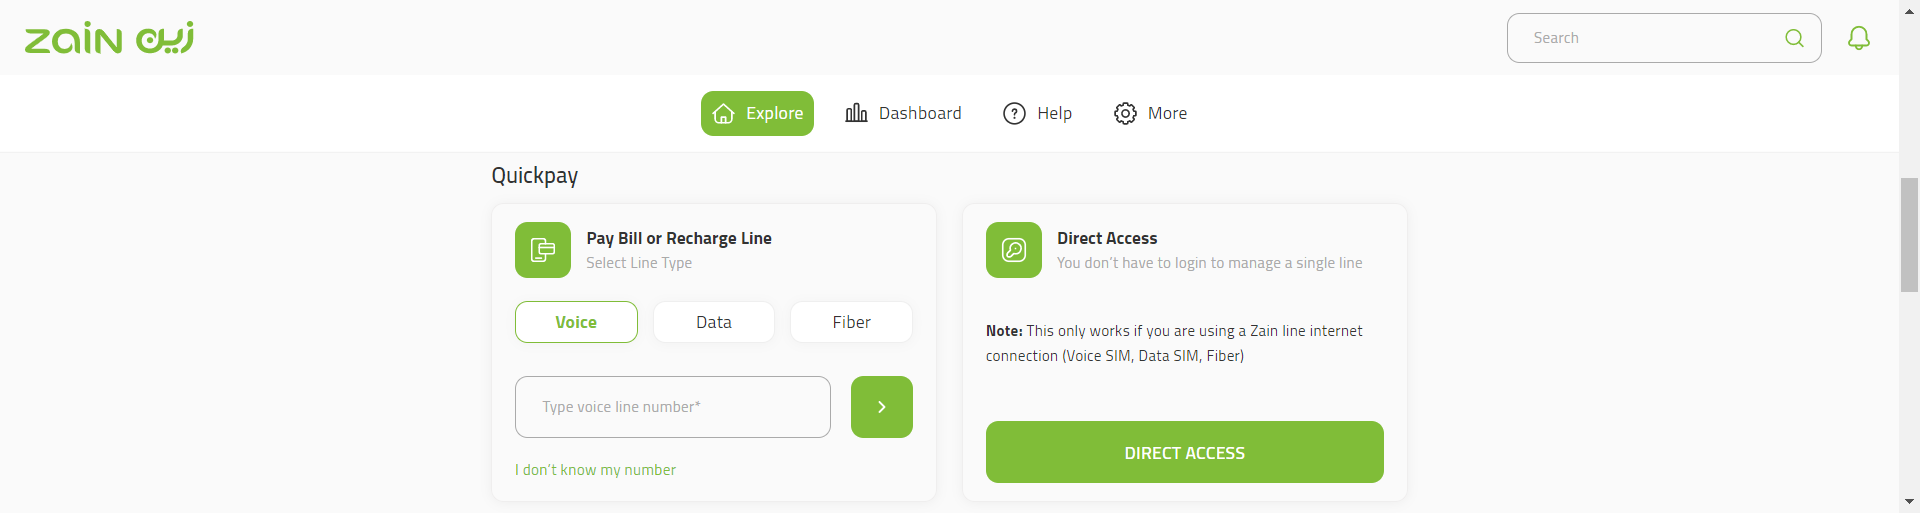 zain زين
Search
Explore
Dashboard
Help
More
Quickpay
Pay Bill or Recharge Line
Select Line Type
Voice
Data
Fiber
Type voice line number*
I don’t know my number
Direct Access
You don’t have to login to manage a single line
Note: This only works if you are using a Zain line internet
connection (Voice SIM, Data SIM, Fiber)
DIRECT ACCESS